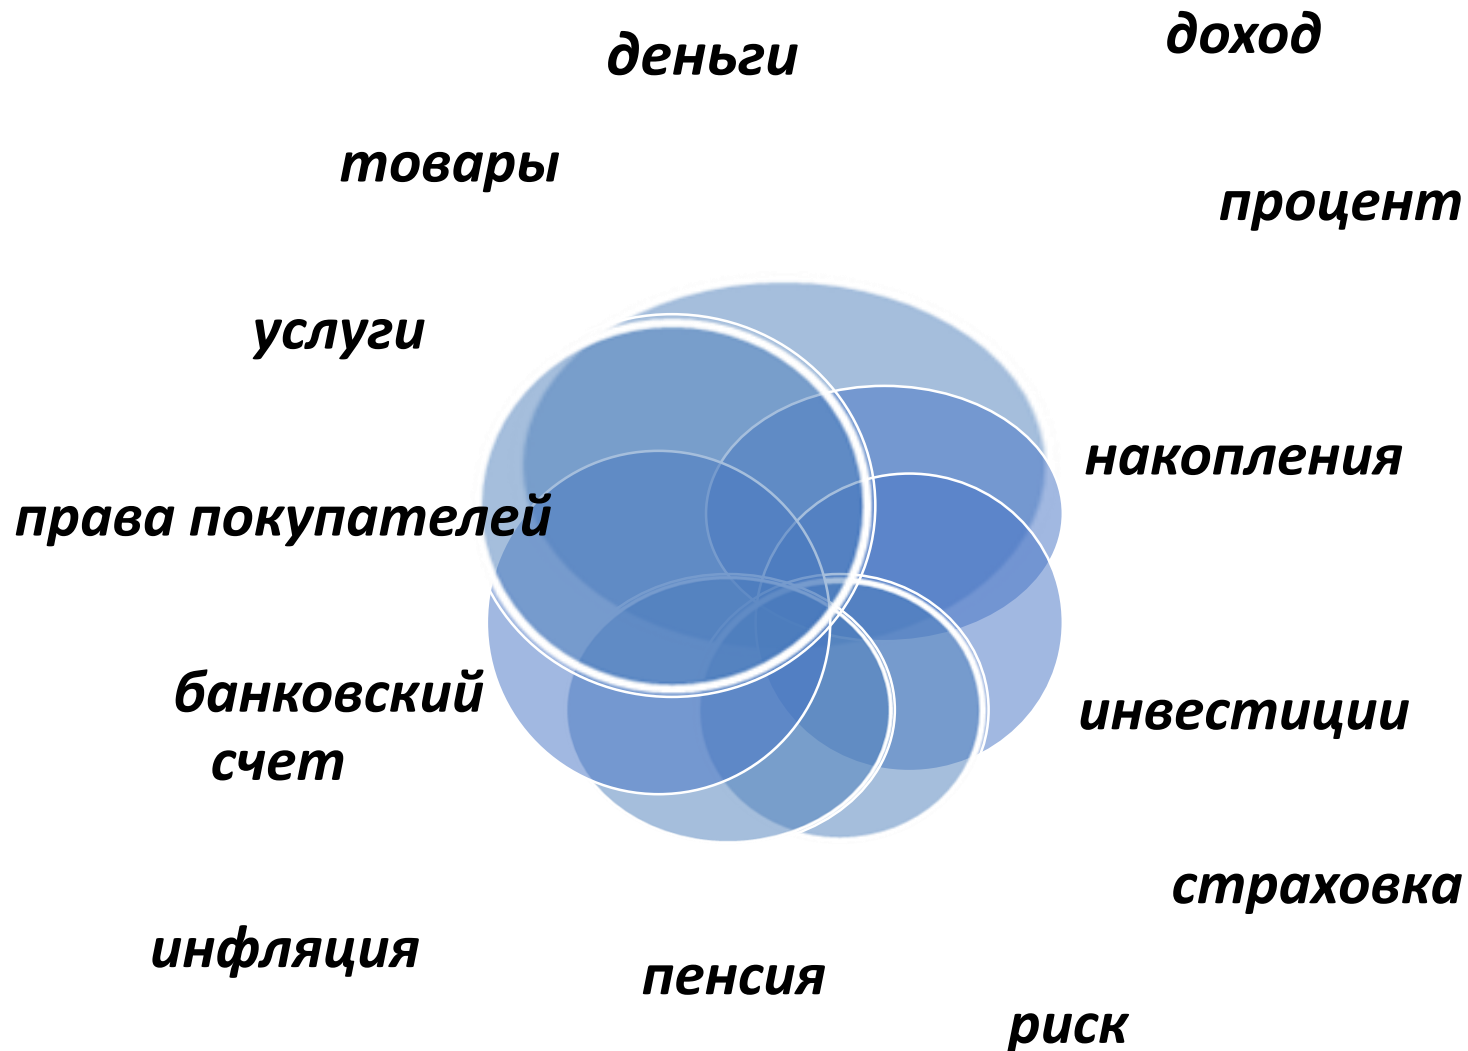 доход
деньги
товары
процент
услуги
накопления
права покупателей
банковский
счет
инвестиции
страховка
инфляция
пенсия
риск